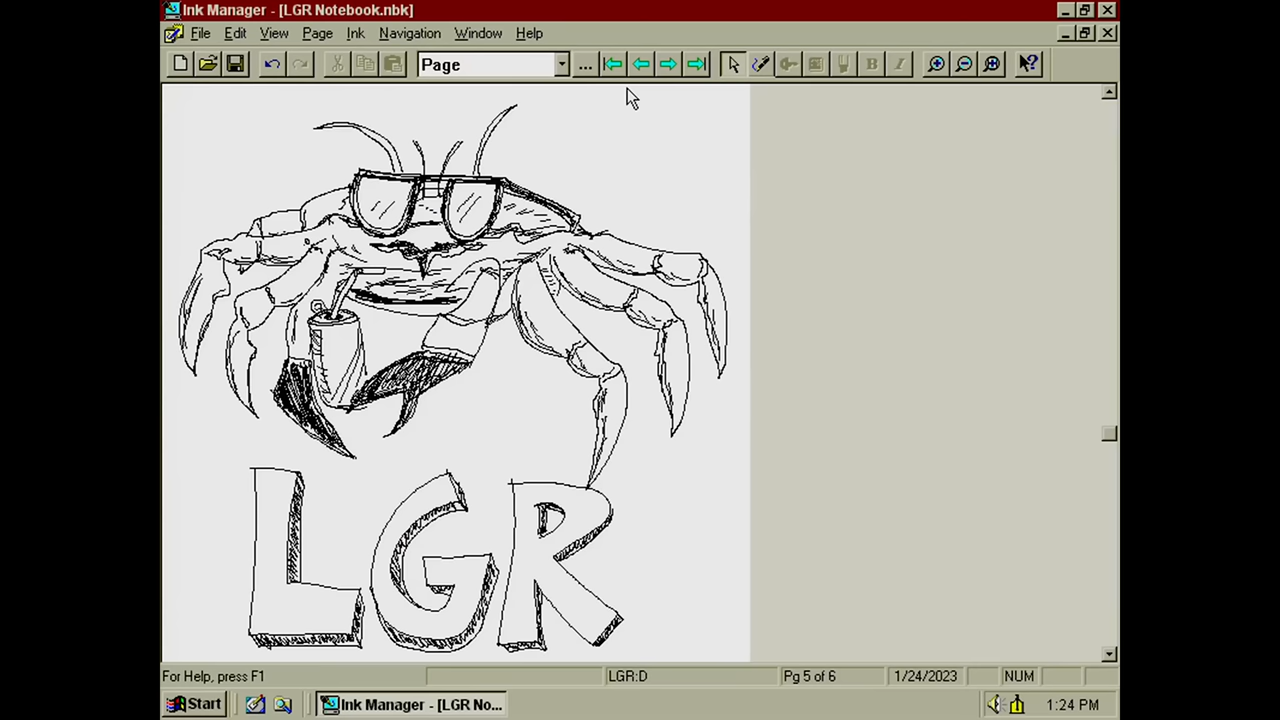 Ink Manager - [LGR Notebook.nbk]
File Edit View Page Ink Navigation Window Help
Page ... B I
LGR
For Help, press F1 LGR:D Pg 5 of 6 1/24/2023 NUM
Start Ink Manager - [LGR No... 1:24 PM